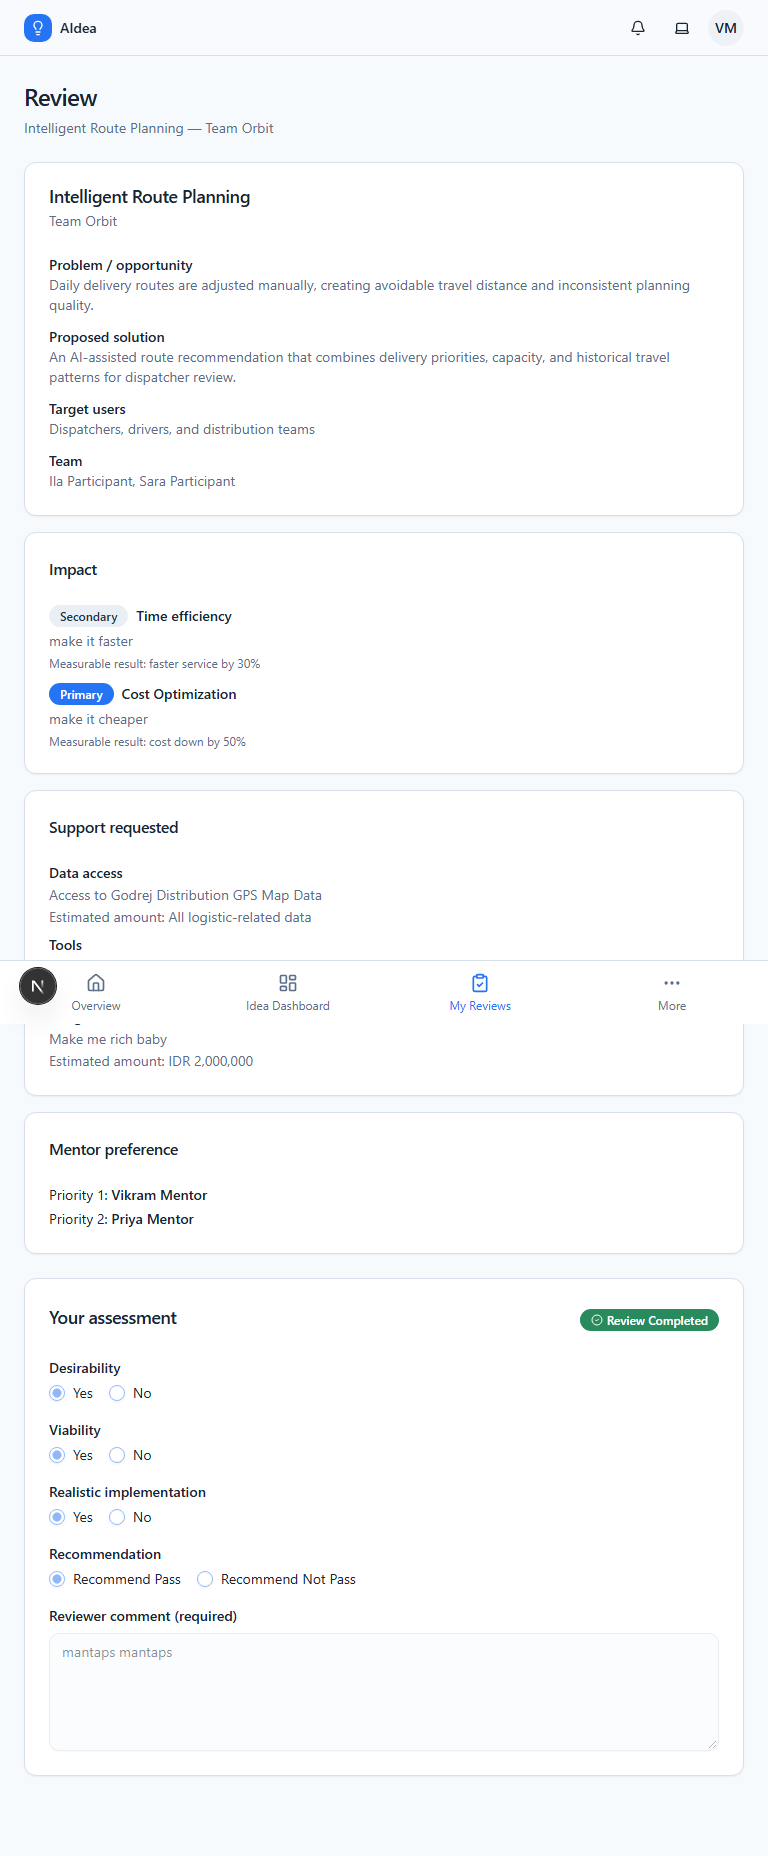 AIdea
VM
Review
Intelligent Route Planning — Team Orbit
Intelligent Route Planning
Team Orbit
Problem / opportunity
Daily delivery routes are adjusted manually, creating avoidable travel distance and inconsistent planning
quality.
Proposed solution
An AI-assisted route recommendation that combines delivery priorities, capacity, and historical travel
patterns for dispatcher review.
Target users
Dispatchers, drivers, and distribution teams
Team
Ila Participant, Sara Participant
Impact
Secondary Time efficiency
make it faster
Measurable result: faster service by 30%
Primary Cost Optimization
make it cheaper
Measurable result: cost down by 50%
Support requested
Data access
Access to Godrej Distribution GPS Map Data
Estimated amount: All logistic-related data
Tools
N
Overview Idea Dashboard My Reviews More
Make me rich baby
Estimated amount: IDR 2,000,000
Mentor preference
Priority 1: Vikram Mentor
Priority 2: Priya Mentor
Your assessment
Review Completed
Desirability
Yes No
Viability
Yes No
Realistic implementation
Yes No
Recommendation
Recommend Pass Recommend Not Pass
Reviewer comment (required)
mantaps mantaps